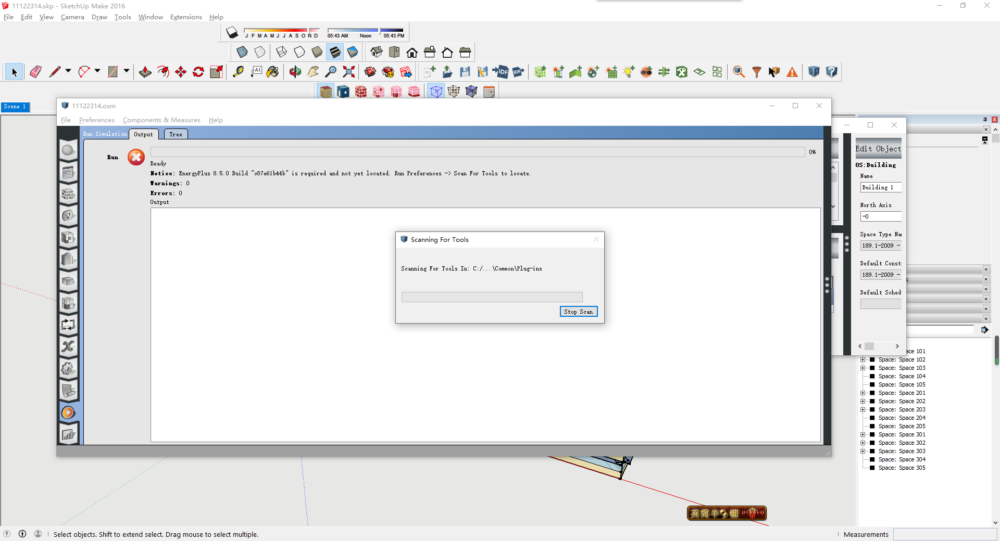 11122314.skp - SketchUp Make 2016
File Edit View Camera Draw Tools Window Extensions Help
J F M A M J J A S O N D
05:43 AM Noon 05:43 PM
A1
IDF
IDF
Scene 1
11122314.osm
File Preferences Components & Measures Help
Run Simulation Output Tree
Run
0%
Ready
Notice: EnergyPlus 8.5.0 Build "c87e61b44b" is required and not yet located. Run Preferences -> Scan For Tools to locate.
Warnings: 0
Errors: 0
Output
Scanning For Tools
Scanning For Tools In: C:/...\Common\Plug-ins
Stop Scan
Edit Object
OS:Building
Name
Building 1
North Axis
-0
Space Type Na
189.1-2009 -
Default Const
189.1-2009 -
Default Sched
s
ace 101
Space: Space 102
Space: Space 103
Space: Space 104
Space: Space 105
Space: Space 201
Space: Space 202
Space: Space 203
Space: Space 204
Space: Space 205
Space: Space 301
Space: Space 302
Space: Space 303
Space: Space 304
Space: Space 305
英简半 键 DIABLO
Select objects. Shift to extend select. Drag mouse to select multiple.
Measurements